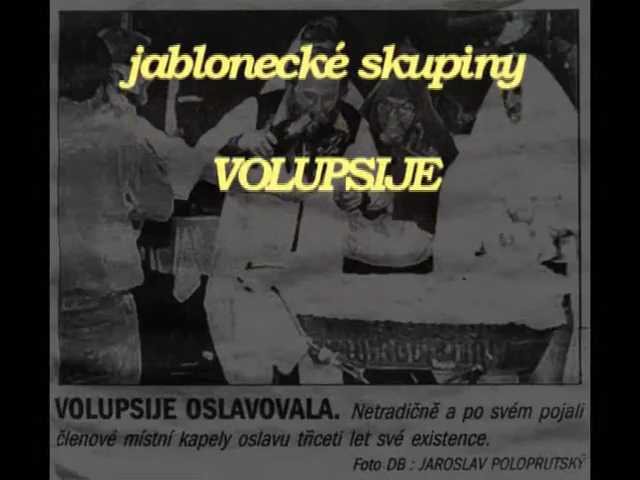 jablonecké skupiny
VOLUPSIJE
VOLUPSIJE OSLAVOVALA. Netradičně a po svém pojali
členové místní kapely oslavu třiceti let své existence.
Foto DB : JAROSLAV POLOPRUTSKÝ